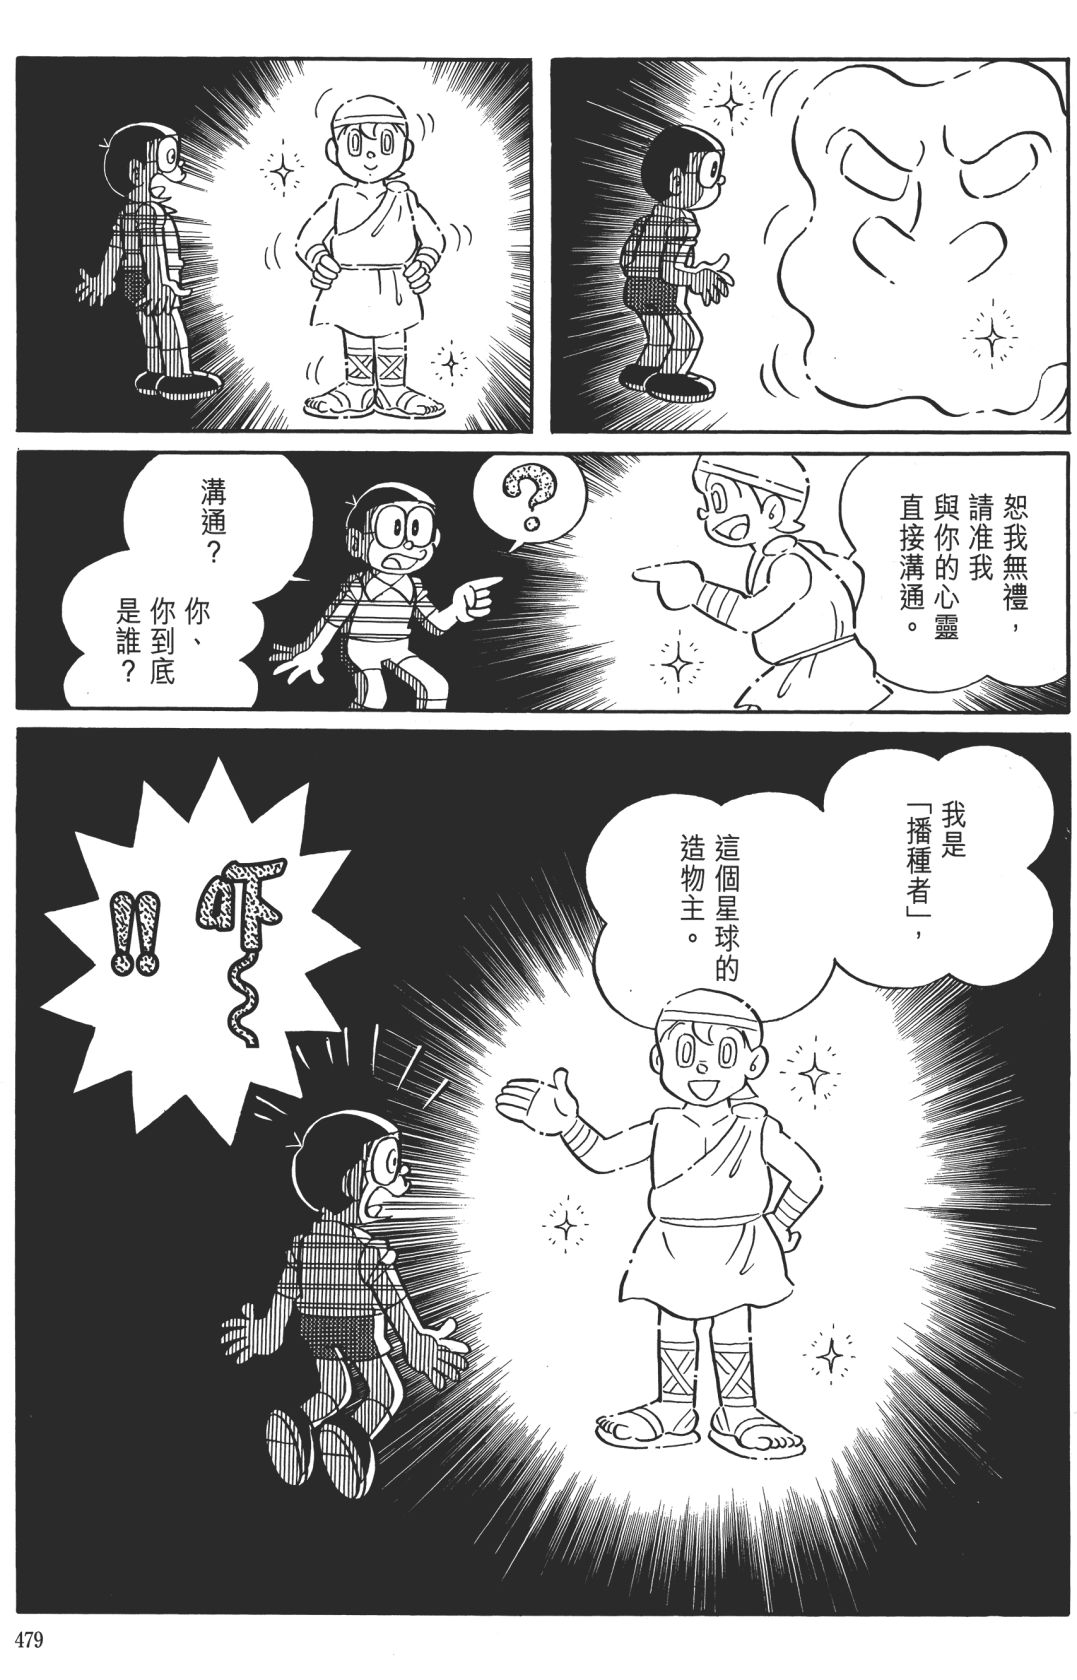 恕我無禮，
請准我
與你的心靈
直接溝通。
？
溝通？
你、
你到底
是誰？
我是
「播種者」，
這個星球的
造物主。
吓～
!!
479